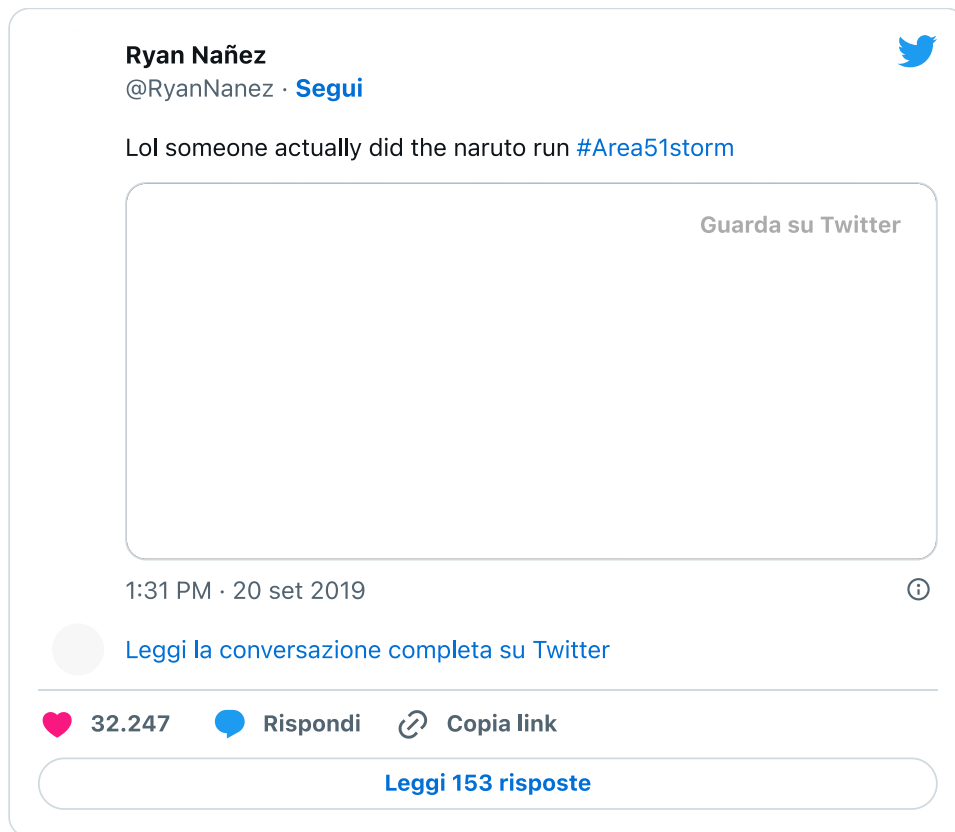 Ryan Nañez
@RyanNanez · Segui
Lol someone actually did the naruto run #Area51storm
Guarda su Twitter
1:31 PM · 20 set 2019
Leggi la conversazione completa su Twitter
32.247 Rispondi Copia link
Leggi 153 risposte